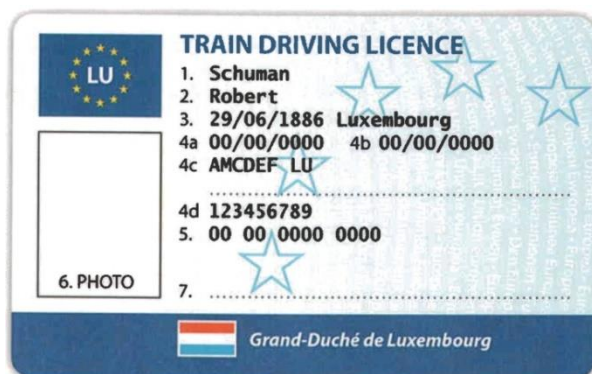 LU
TRAIN DRIVING LICENCE
1. Schuman
2. Robert
3. 29/06/1886 Luxembourg
4a 00/00/0000 4b 00/00/0000
4c AMCDEF LU
4d 123456789
5. 00 00 0000 0000
6. PHOTO
7.
Grand-Duché de Luxembourg